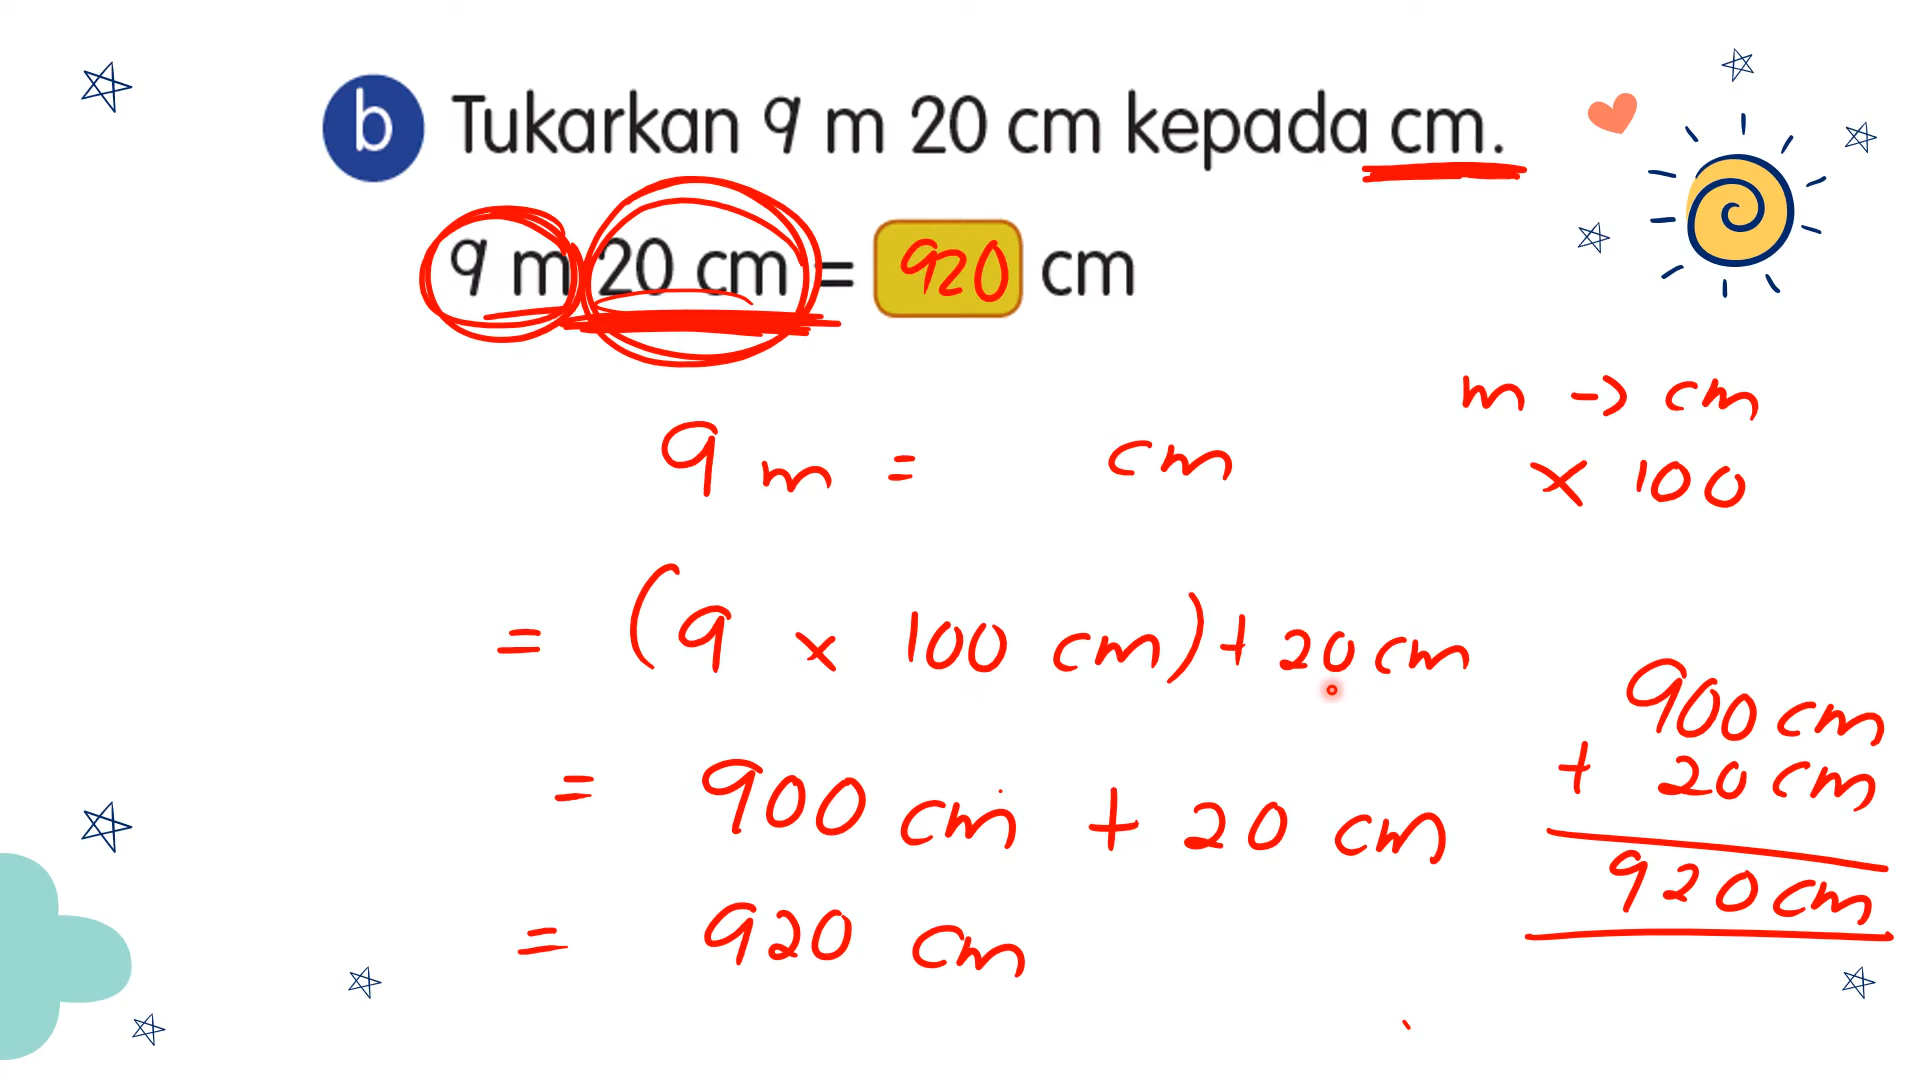 b Tukarkan 9 m 20 cm kepada cm.
9 m 20 cm = 920 cm
m → cm
x 100
9 m = cm
= (9 x 100 cm) + 20 cm
= 900 cm + 20 cm
= 920 cm
900 cm
+ 20 cm
920 cm